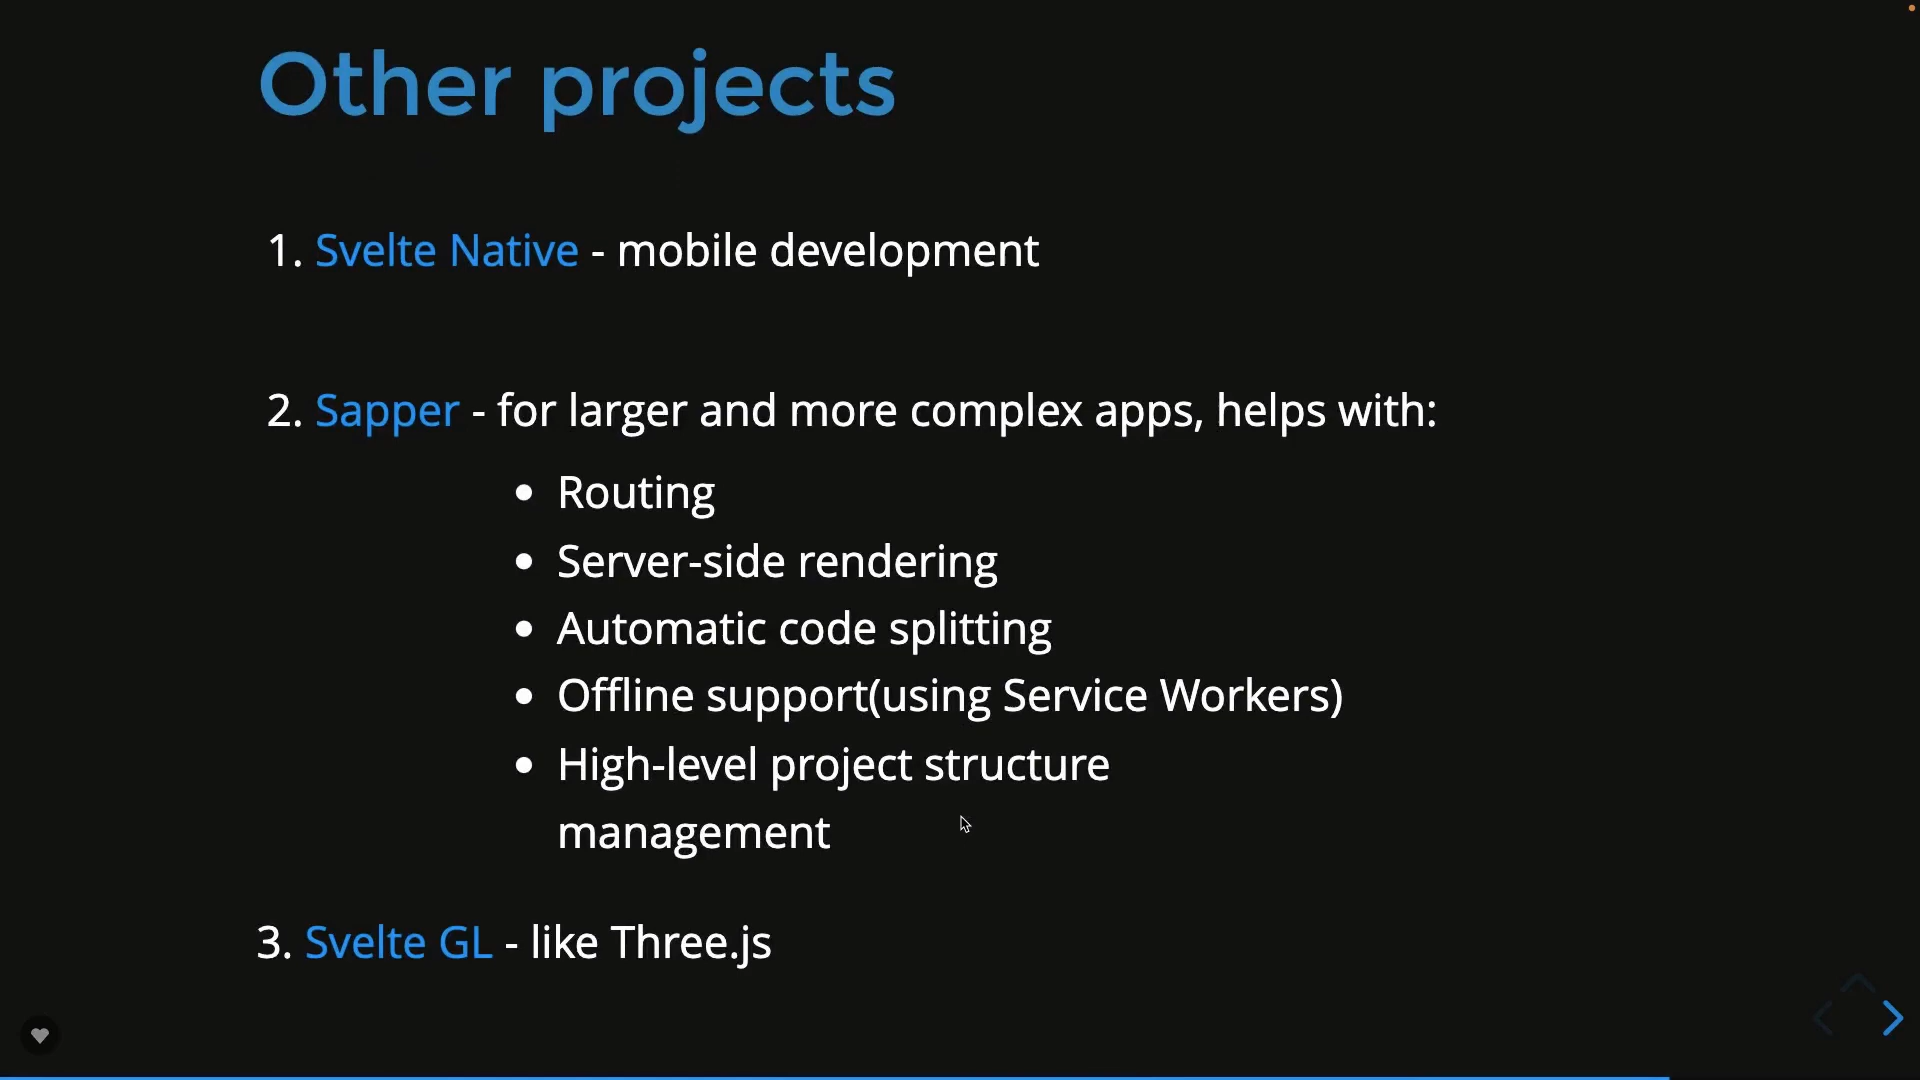 Other projects
1. Svelte Native - mobile development
2. Sapper - for larger and more complex apps, helps with:
• Routing
• Server-side rendering
• Automatic code splitting
• Offline support(using Service Workers)
• High-level project structure
management
3. Svelte GL - like Three.js